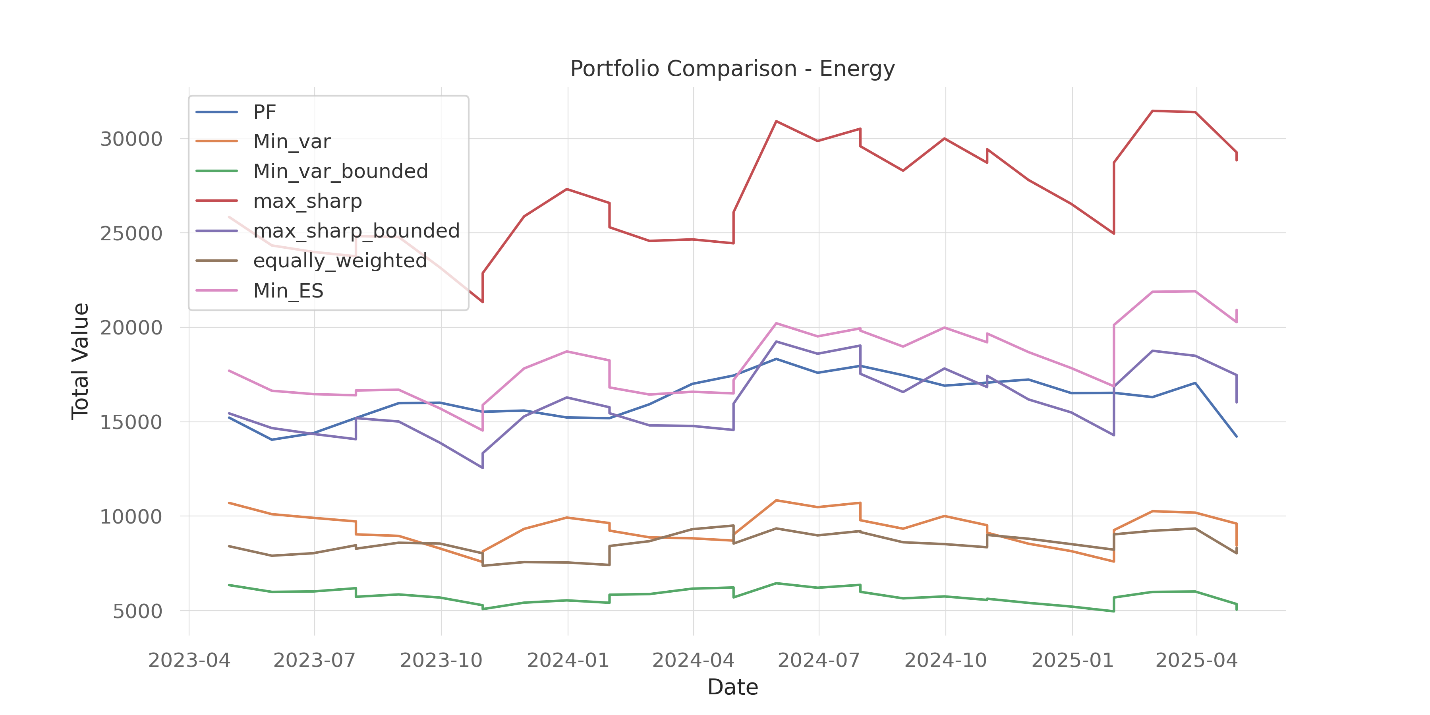 Portfolio Comparison - Energy
PF
Min_var
Min_var_bounded
max_sharp
max_sharp_bounded
equally_weighted
Min_ES
Total Value
30000
25000
20000
15000
10000
5000
2023-04
2023-07
2023-10
2024-01
2024-04
2024-07
2024-10
2025-01
2025-04
Date